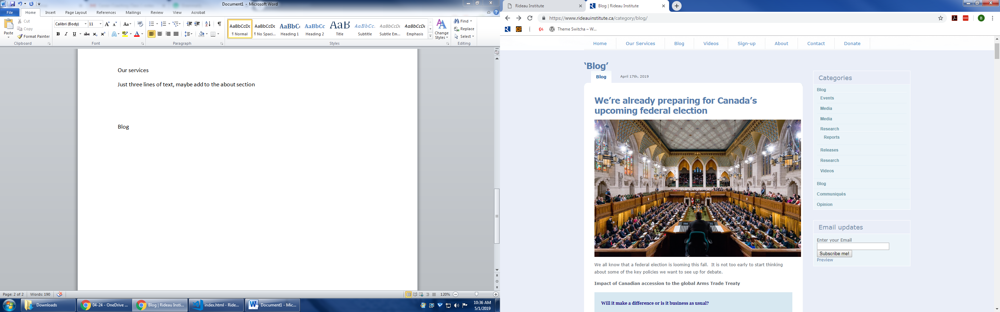 Document1 - Microsoft Word
File Home Insert Page Layout References Mailings Review View Acrobat
Paste
Cut
Copy
Format Painter
Clipboard
Calibri (Body) 11
Font
Paragraph
AaBbCcDc ¶ Normal
AaBbCcDc ¶ No Spaci...
AaBbC Heading 1
AaBbCc Heading 2
AaB Title
AaBbCc. Subtitle
AaBbCcDc Subtle Em...
AaBbCcDc Emphasis
Change Styles
Styles
Find
Replace
Select
Editing
Our services
Just three lines of text, maybe add to the about section
Blog
Page: 2 of 2 Words: 190
120%
Downloads
04-24 - OneDrive ...
Blog | Rideau Insti...
index.html - Ride...
Document1 - Mic...
10:36 AM
5/1/2019
Rideau Institute
Blog | Rideau Institute
https://www.rideauinstitute.ca/category/blog/
B
CF
Theme Switcha – W...
Home Our Services Blog Videos Sign-up About Contact Donate
‘Blog’
Blog April 17th, 2019
We’re already preparing for Canada’s
upcoming federal election
We all know that a federal election is looming this fall. It is not too early to start thinking
about some of the key policies we want to see up for debate.
Impact of Canadian accession to the global Arms Trade Treaty
Will it make a difference or is it business as usual?
Categories
Blog
Events
Media
Media
Research
Reports
Releases
Research
Videos
Blog
Communiqués
Opinion
Email updates
Enter your Email
Subscribe me!
Preview